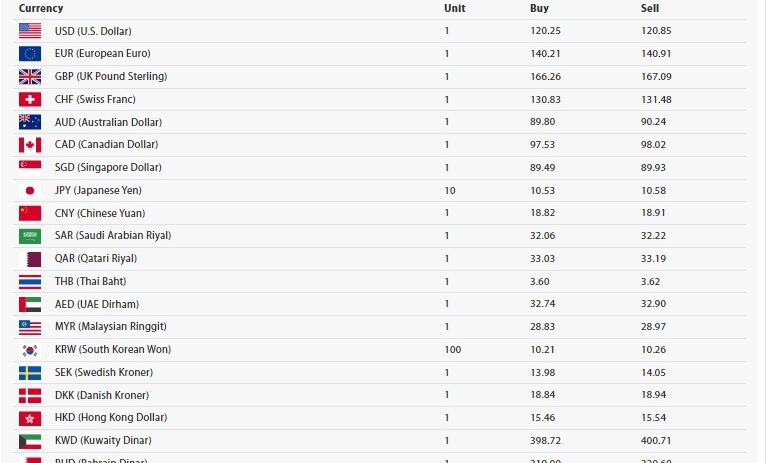 Currency Unit Buy Sell
USD (U.S. Dollar) 1 120.25 120.85
EUR (European Euro) 1 140.21 140.91
GBP (UK Pound Sterling) 1 166.26 167.09
CHF (Swiss Franc) 1 130.83 131.48
AUD (Australian Dollar) 1 89.80 90.24
CAD (Canadian Dollar) 1 97.53 98.02
SGD (Singapore Dollar) 1 89.49 89.93
JPY (Japanese Yen) 10 10.53 10.58
CNY (Chinese Yuan) 1 18.82 18.91
SAR (Saudi Arabian Riyal) 1 32.06 32.22
QAR (Qatari Riyal) 1 33.03 33.19
THB (Thai Baht) 1 3.60 3.62
AED (UAE Dirham) 1 32.74 32.90
MYR (Malaysian Ringgit) 1 28.83 28.97
KRW (South Korean Won) 100 10.21 10.26
SEK (Swedish Kroner) 1 13.98 14.05
DKK (Danish Kroner) 1 18.84 18.94
HKD (Hong Kong Dollar) 1 15.46 15.54
KWD (Kuwaity Dinar) 1 398.72 400.71
BHD (Bahrain Dinar) 1